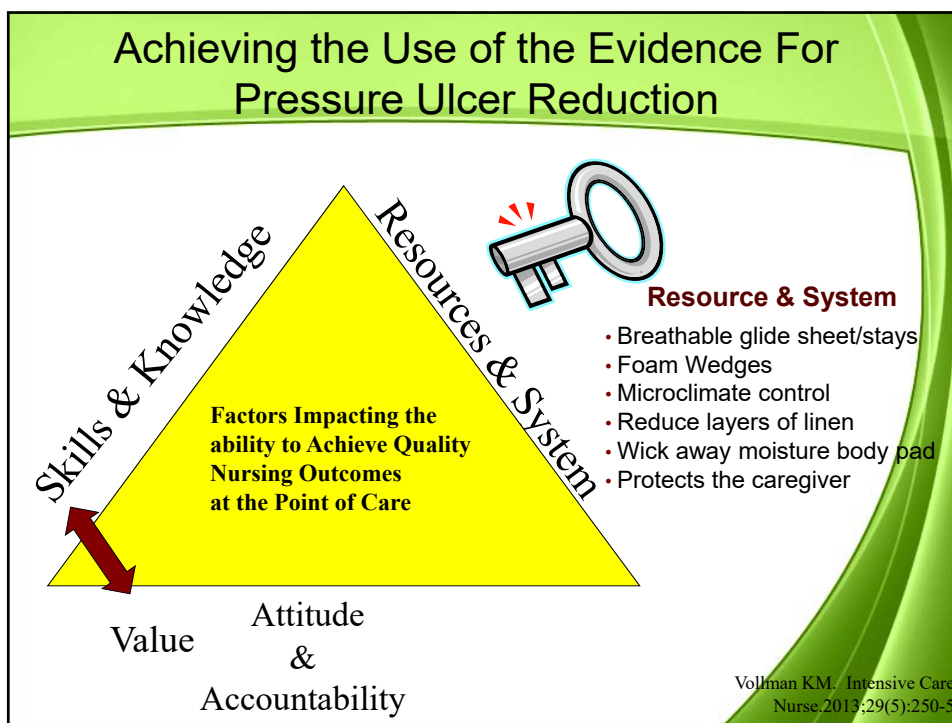 Achieving the Use of the Evidence For
Pressure Ulcer Reduction
Skills & Knowledge
Resources & System
Factors Impacting the
ability to Achieve Quality
Nursing Outcomes
at the Point of Care
Value
Attitude
&
Accountability
Resource & System
• Breathable glide sheet/stays
• Foam Wedges
• Microclimate control
• Reduce layers of linen
• Wick away moisture body pad
• Protects the caregiver
Vollman KM. Intensive Care
Nurse.2013;29(5):250-5